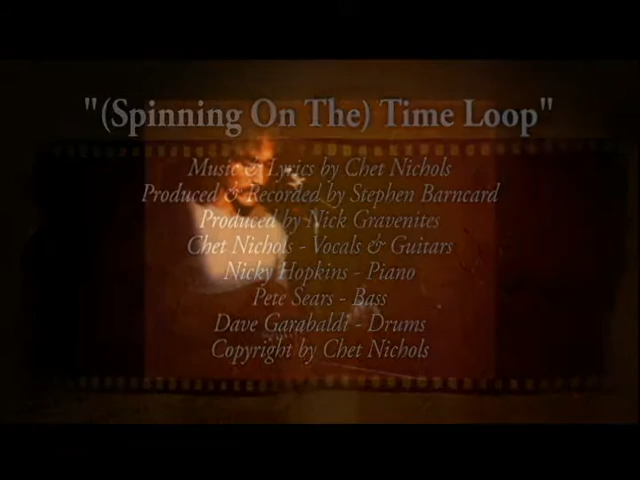 "(Spinning On The) Time Loop"
Music & Lyrics by Chet Nichols
Produced & Recorded by Stephen Barncard
Produced by Nick Gravenites
Chet Nichols - Vocals & Guitars
Nicky Hopkins - Piano
Pete Sears - Bass
Dave Garabaldi - Drums
Copyright by Chet Nichols